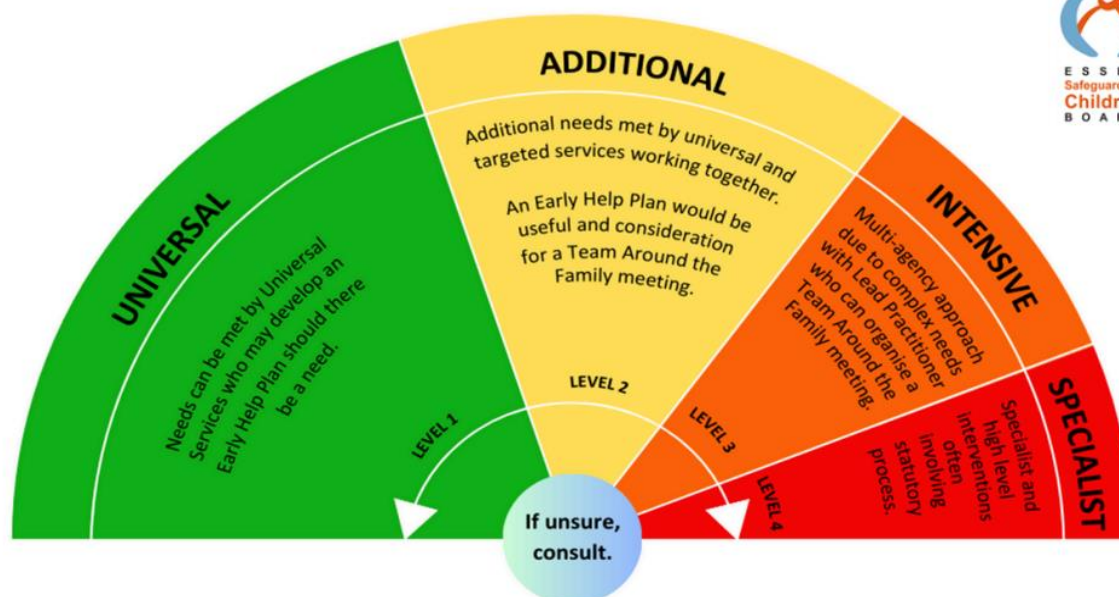 UNIVERSAL
Needs can be met by Universal
Services who may develop an
Early Help Plan should there
be a need.
LEVEL 1
ADDITIONAL
Additional needs met by universal and
targeted services working together.
An Early Help Plan would be
useful and consideration
for a Team Around the
Family meeting.
LEVEL 2
INTENSIVE
Multi-agency approach
due to complex needs
with Lead Practitioner
who can organise a
Team Around the
Family meeting.
LEVEL 3
SPECIALIST
Specialist and
high level
interventions
often
involving
statutory
process.
LEVEL 4
If unsure,
consult.